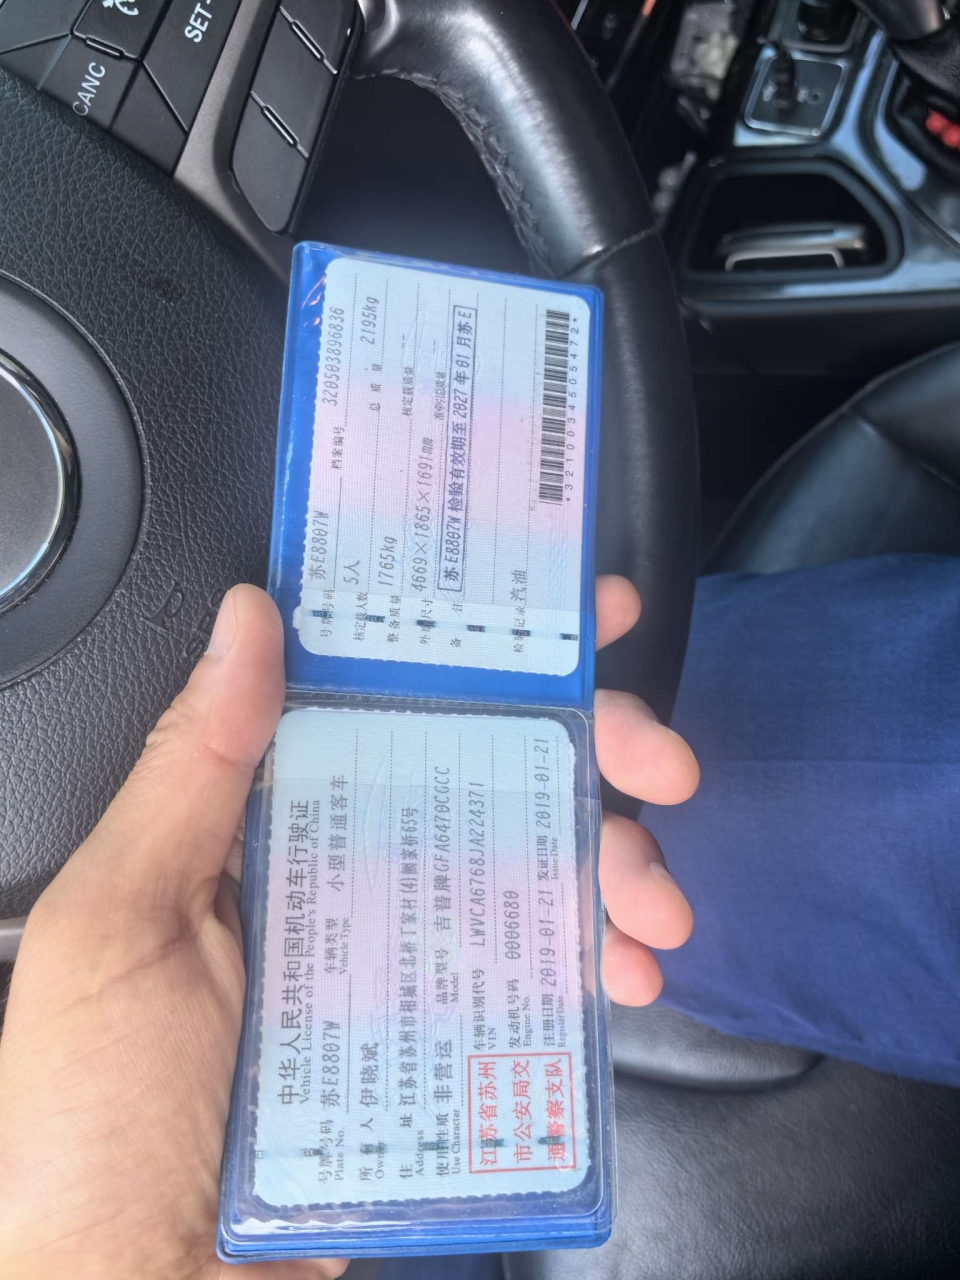 SET-
CANC
中华人民共和国机动车行驶证
Vehicle License of the People's Republic of China
号牌号码 苏E8807W 车辆类型 小型普通客车
Plate No. Vehicle Type
所有人 伊晓斌
Owner
住址 江苏省苏州市相城区北桥丁家村(4)阙家桥65号
Address
使用性质 非营运 品牌型号 吉普牌GFA6470CGCC
Use Character Model
江苏省苏州
市公安局交
通警察支队
车辆识别代号 LWVCA6768JA224371
VIN
发动机号码 0006680
Engine No.
注册日期 2019-01-21 发证日期 2019-01-21
Register Date Issue Date
号牌号码 苏E8807W 档案编号 320503896836
核定载人数 5人 总质量 2195kg
整备质量 1765kg 核定载质量 --
外廓尺寸 4669×1865×1691mm 准牵引总质量 --
备注 苏E8807W 检验有效期至2027年01月苏E
检验记录 汽油
*3210034505472*